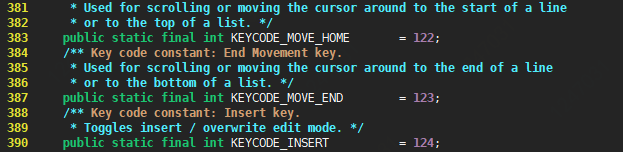 381      * Used for scrolling or moving the cursor around to the start of a line
382      * or to the top of a list. */
383     public static final int KEYCODE_MOVE_HOME       = 122;
384     /** Key code constant: End Movement key.
385      * Used for scrolling or moving the cursor around to the end of a line
386      * or to the bottom of a list. */
387     public static final int KEYCODE_MOVE_END        = 123;
388     /** Key code constant: Insert key.
389      * Toggles insert / overwrite edit mode. */
390     public static final int KEYCODE_INSERT          = 124;